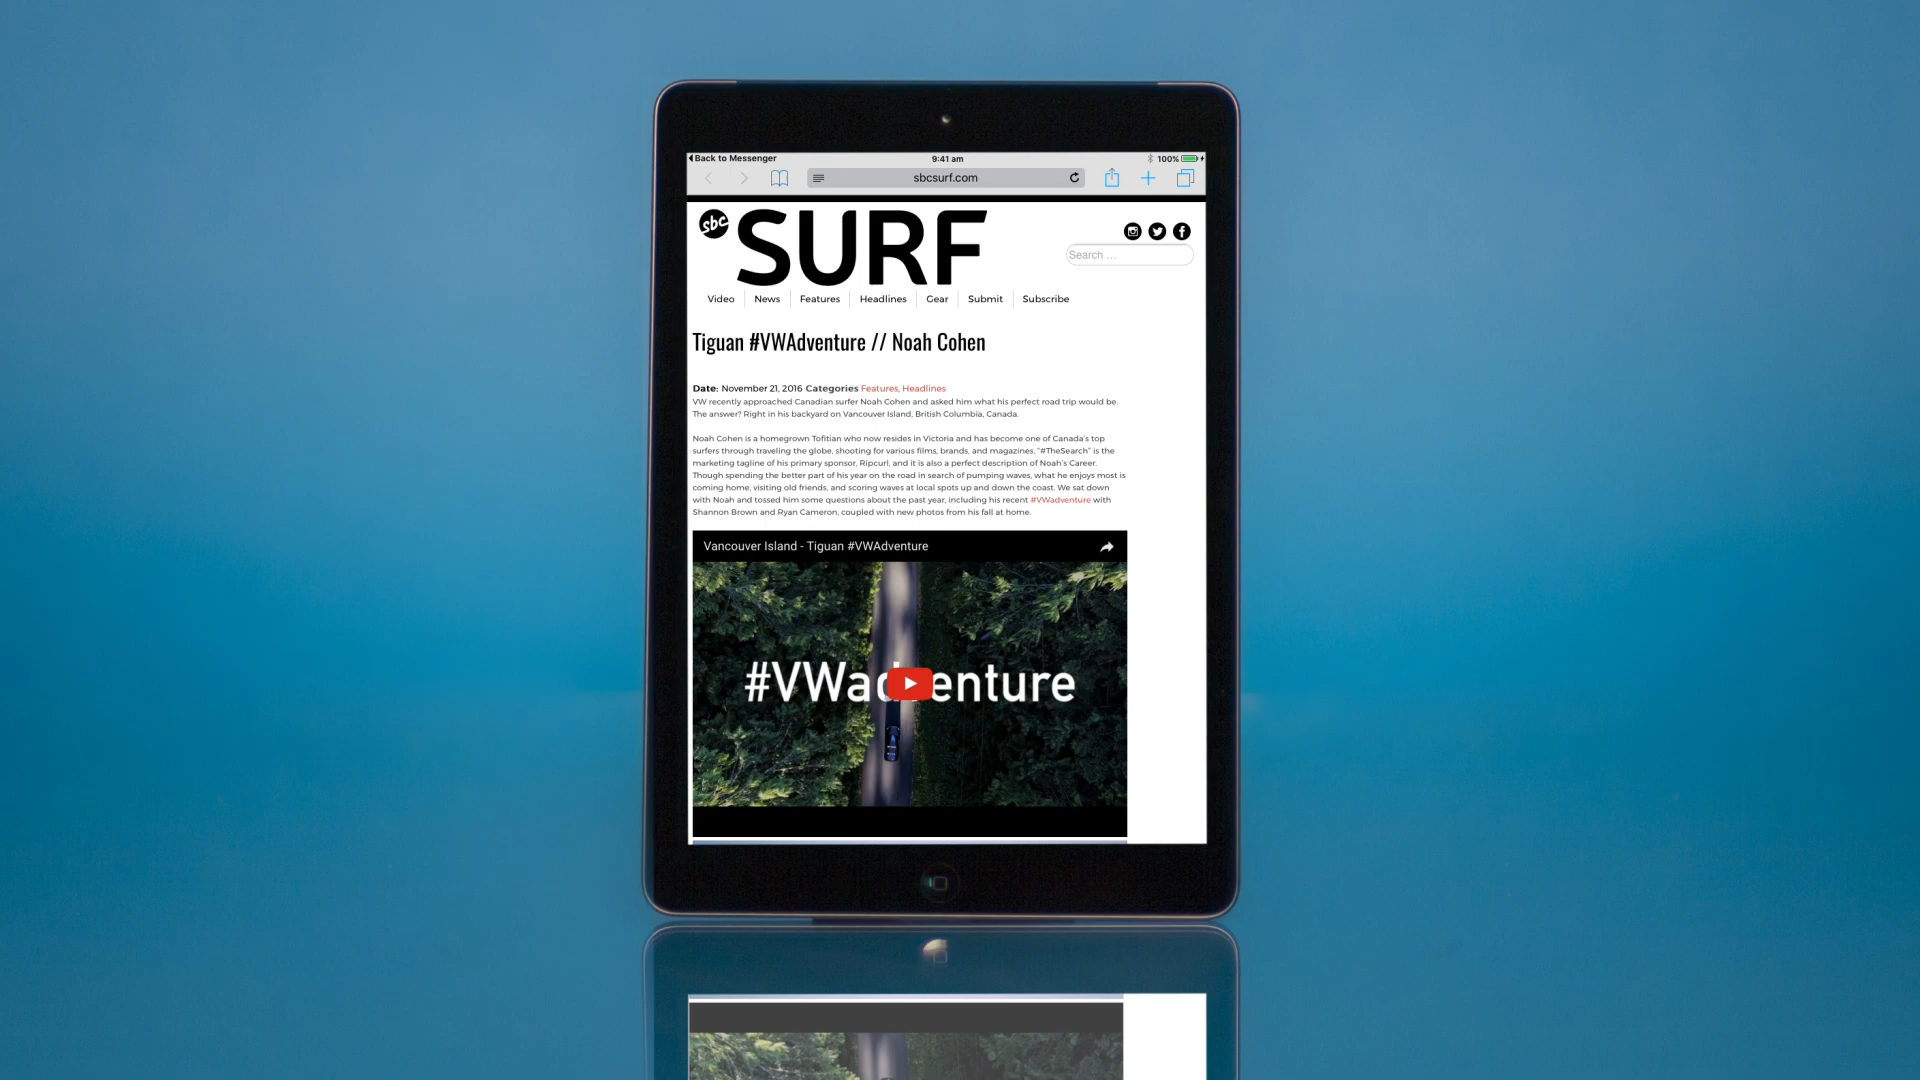 Back to Messenger
9:41 am
100%
sbcsurf.com
sbc SURF
Search ...
Video News Features Headlines Gear Submit Subscribe
Tiguan #VWAdventure // Noah Cohen
Date: November 21, 2016 Categories Features, Headlines
VW recently approached Canadian surfer Noah Cohen and asked him what his perfect road trip would be.
The answer? Right in his backyard on Vancouver Island, British Columbia, Canada.
Noah Cohen is a homegrown Tofitian who now resides in Victoria and has become one of Canada's top
surfers through traveling the globe, shooting for various films, brands, and magazines. "#TheSearch" is the
marketing tagline of his primary sponsor, Ripcurl, and it is also a perfect description of Noah's Career.
Though spending the better part of his year on the road in search of pumping waves, what he enjoys most is
coming home, visiting old friends, and scoring waves at local spots up and down the coast. We sat down
with Noah and tossed him some questions about the past year, including his recent #VWadventure with
Shannon Brown and Ryan Cameron, coupled with new photos from his fall at home.
Vancouver Island - Tiguan #VWAdventure
#VWadventure